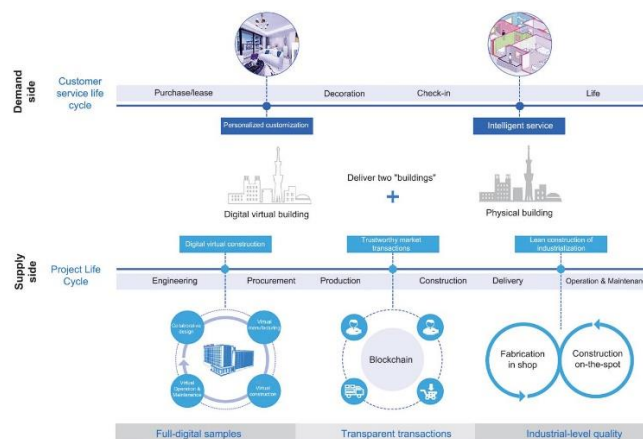 Demand
side
Customer
service life
cycle
Purchase/lease
Decoration
Check-in
Life
Personalized customization
Intelligent service
Deliver two "buildings"
+
Digital virtual building
Physical building
Supply
side
Project Life
Cycle
Digital virtual construction
Trustworthy market
transactions
Lean construction of
industrialization
Engineering
Procurement
Production
Construction
Delivery
Operation & Maintenanc
Collaborative
design
Virtual
manufacturing
Virtual
Operation &
Maintenance
Virtual
construction
Blockchain
Fabrication
in shop
Construction
on-the-spot
Full-digital samples
Transparent transactions
Industrial-level quality